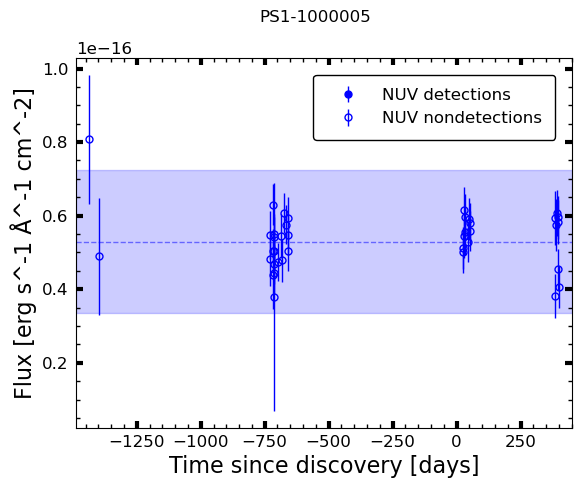 PS1-1000005
1e−16
NUV detections
NUV nondetections
1.0
0.8
0.6
0.4
0.2
Flux [erg s^-1 Å^-1 cm^-2]
−1250 −1000 −750 −500 −250 0 250
Time since discovery [days]